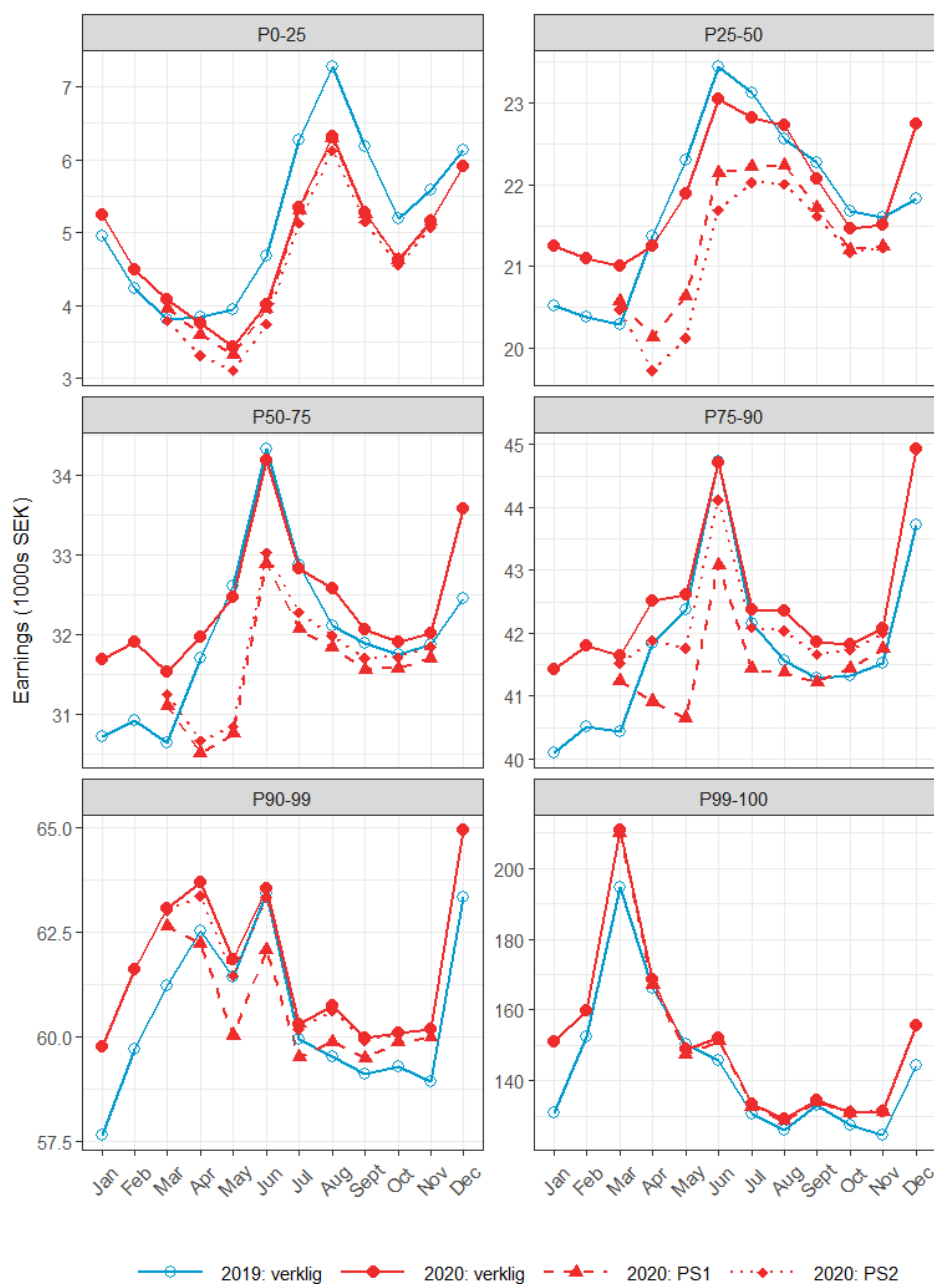 P0-25
P25-50
7
6
5
4
3
23
22
21
20
P50-75
P75-90
34
33
32
31
45
44
43
42
41
40
Earnings (1000s SEK)
P90-99
P99-100
65.0
62.5
60.0
57.5
200
180
160
140
Jan Feb Mar Apr May Jun Jul Aug Sept Oct Nov Dec
Jan Feb Mar Apr May Jun Jul Aug Sept Oct Nov Dec
2019: verklig 2020: verklig 2020: PS1 2020: PS2